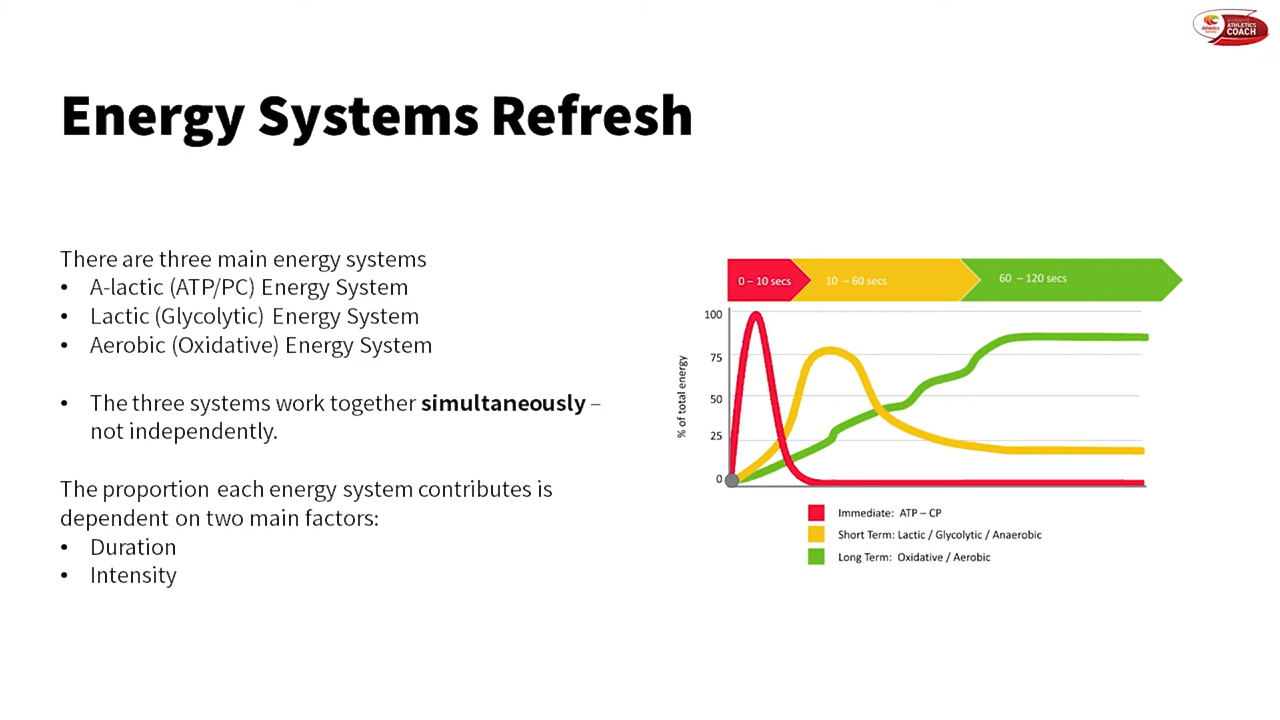 ATHLETICS
COACH
Energy Systems Refresh
There are three main energy systems
• A-lactic (ATP/PC) Energy System
• Lactic (Glycolytic) Energy System
• Aerobic (Oxidative) Energy System
• The three systems work together simultaneously –
not independently.
The proportion each energy system contributes is
dependent on two main factors:
• Duration
• Intensity
0 – 10 secs
10 – 60 secs
60 – 120 secs
% of total energy
100
75
50
25
0
Immediate: ATP – CP
Short Term: Lactic / Glycolytic / Anaerobic
Long Term: Oxidative / Aerobic